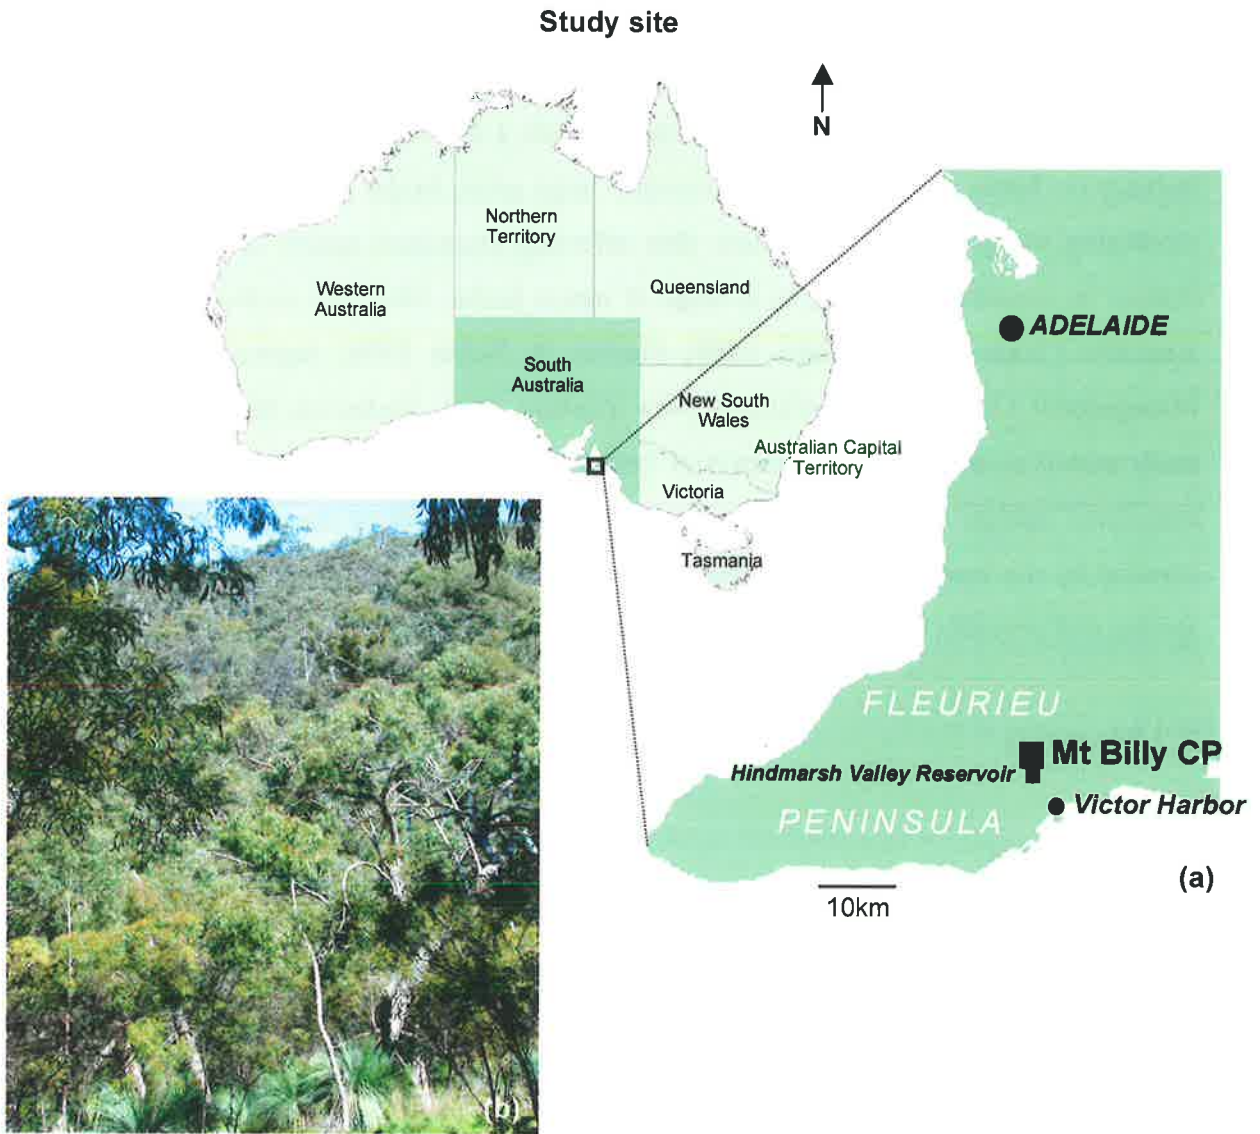 Study site
N
Northern
Territory
Western
Australia
Queensland
South
Australia
New South
Wales
Australian Capital
Territory
Victoria
Tasmania
ADELAIDE
FLEURIEU
Mt Billy CP
Hindmarsh Valley Reservoir
Victor Harbor
PENINSULA
(a)
10km
(b)